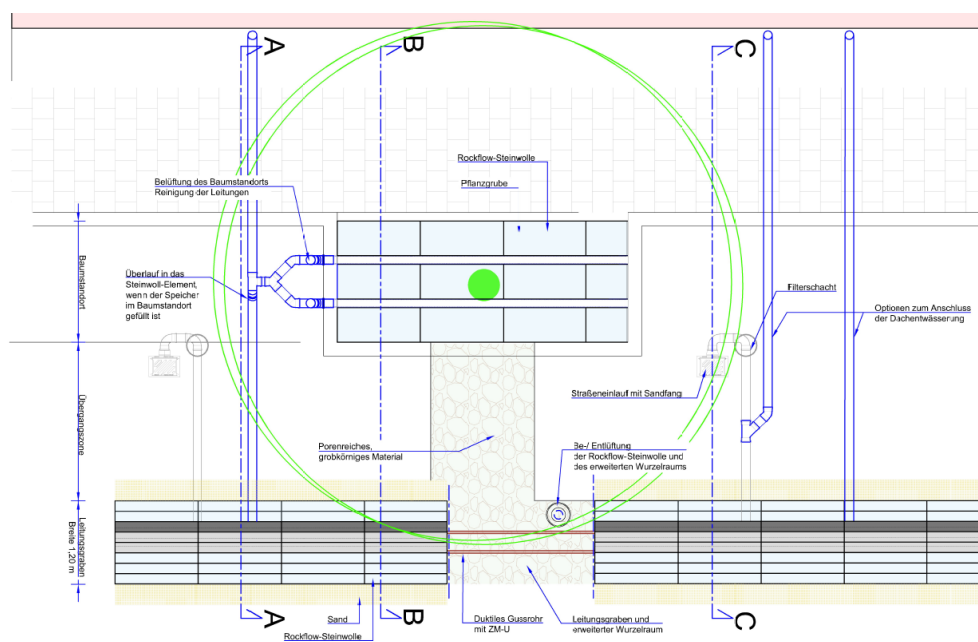 A
B
C
Rockflow-Steinwolle
Pflanzgrube
Belüftung des Baumstandorts
Reinigung der Leitungen
Baumstandort
Überlauf in das
Steinwoll-Element,
wenn der Speicher
im Baumstandort
gefüllt ist
Filterschacht
Optionen zum Anschluss
der Dachentwässerung
Straßeneinlauf mit Sandfang
Übergangszone
Porenreiches,
grobkörniges Material
Be-/ Entlüftung
der Rockflow-Steinwolle und
des erweiterten Wurzelraums
Leitungsgraben
Breite 1,20 m
A
B
C
Sand
Rockflow-Steinwolle
Duktiles Gussrohr
mit ZM-U
Leitungsgraben und
erweiterter Wurzelraum